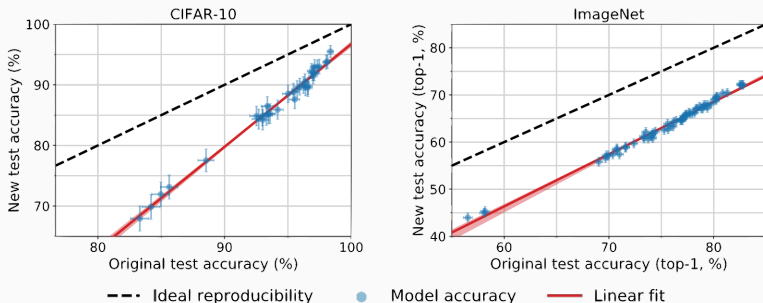 CIFAR-10
New test accuracy (%)
100
90
80
70
80
90
100
Original test accuracy (%)
ImageNet
New test accuracy (top-1, %)
80
70
60
50
40
60
70
80
Original test accuracy (top-1, %)
Ideal reproducibility
Model accuracy
Linear fit